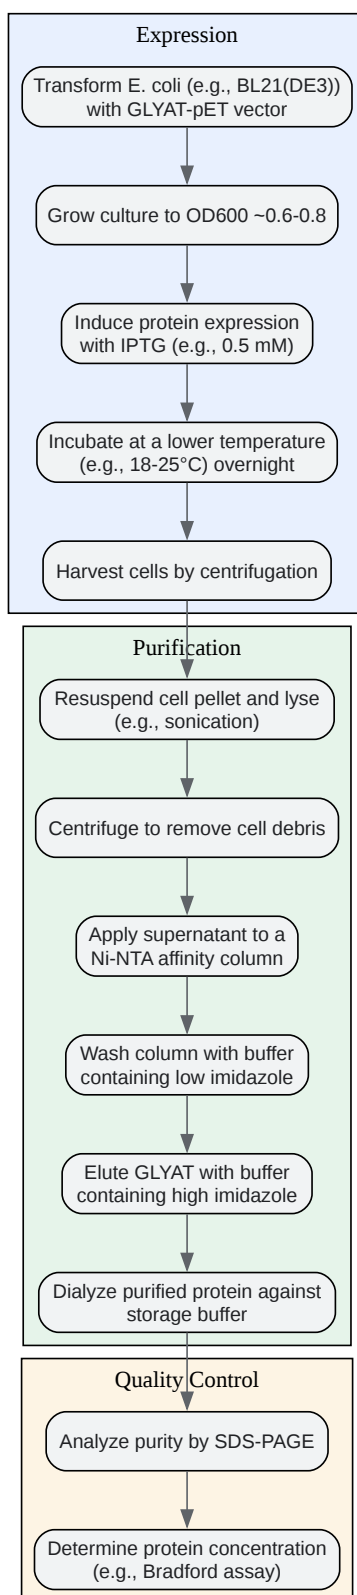 Expression
Transform E. coli (e.g., BL21(DE3))
with GLYAT-pET vector
Grow culture to OD600 ~0.6-0.8
Induce protein expression
with IPTG (e.g., 0.5 mM)
Incubate at a lower temperature
(e.g., 18-25°C) overnight
Harvest cells by centrifugation
Purification
Resuspend cell pellet and lyse
(e.g., sonication)
Centrifuge to remove cell debris
Apply supernatant to a
Ni-NTA affinity column
Wash column with buffer
containing low imidazole
Elute GLYAT with buffer
containing high imidazole
Dialyze purified protein against
storage buffer
Quality Control
Analyze purity by SDS-PAGE
Determine protein concentration
(e.g., Bradford assay)